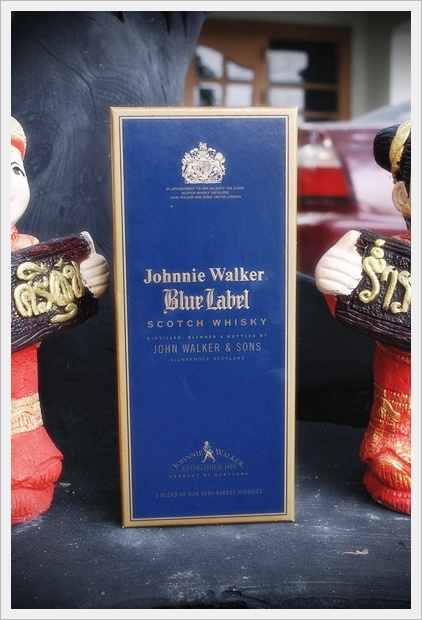 BY APPOINTMENT TO HER MAJESTY THE QUEEN
SCOTCH WHISKY DISTILLERS
JOHN WALKER AND SONS LIMITED LONDON
Johnnie Walker
Blue Label
SCOTCH WHISKY
DISTILLED, BLENDED & BOTTLED BY
JOHN WALKER & SONS
KILMARNOCK SCOTLAND
JOHNNIE WALKER
ESTABLISHED 1820
PRODUCT OF SCOTLAND
A BLEND OF OUR VERY RAREST WHISKIES